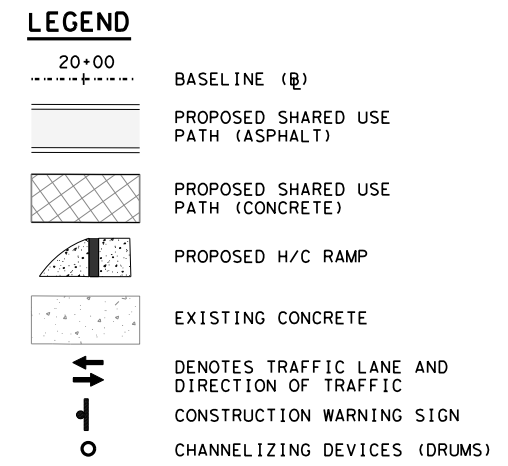 LEGEND
20+00
BASELINE (℄)
PROPOSED SHARED USE
PATH (ASPHALT)
PROPOSED SHARED USE
PATH (CONCRETE)
PROPOSED H/C RAMP
EXISTING CONCRETE
DENOTES TRAFFIC LANE AND
DIRECTION OF TRAFFIC
CONSTRUCTION WARNING SIGN
CHANNELIZING DEVICES (DRUMS)